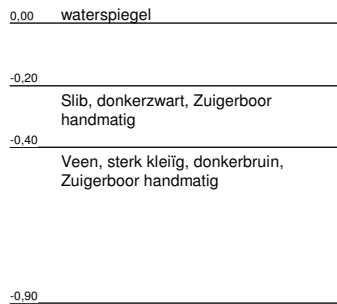 0,00 waterspiegel
-0,20
Slib, donkerzwart, Zuigerboor
handmatig
-0,40
Veen, sterk kleiïg, donkerbruin,
Zuigerboor handmatig
-0,90